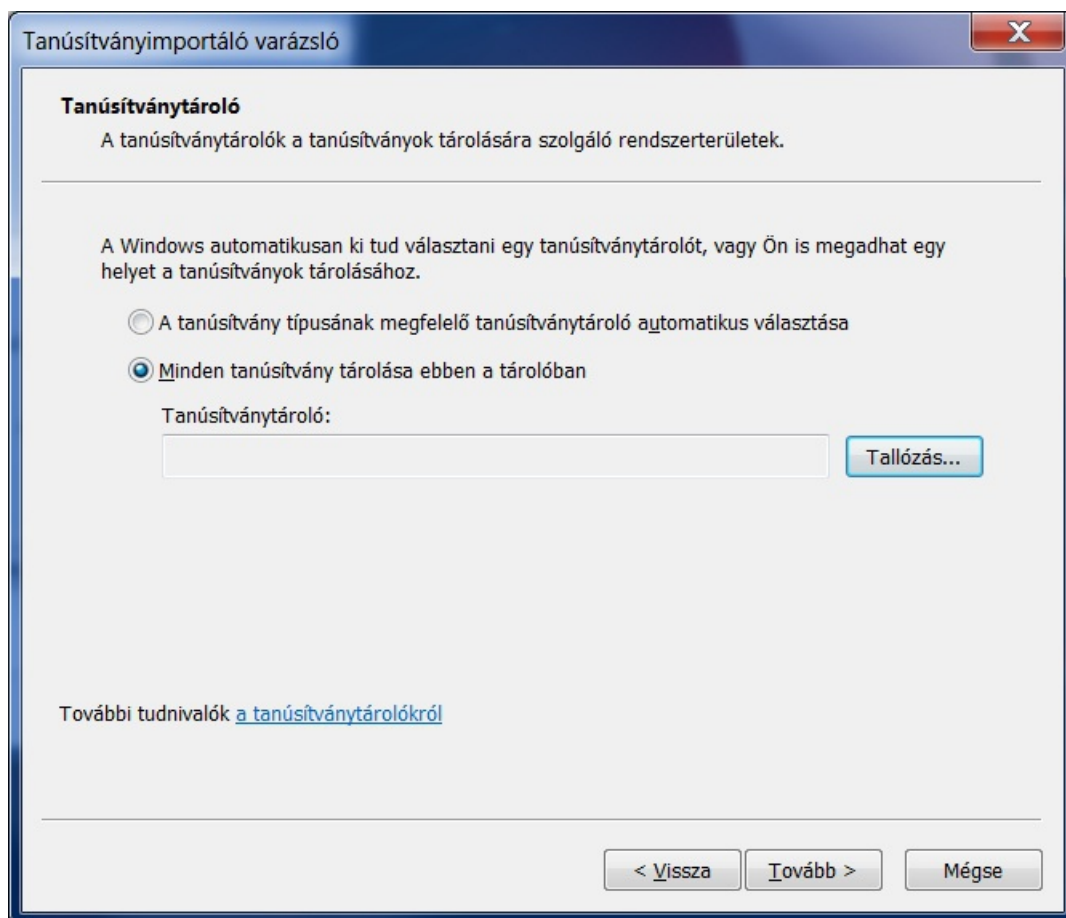 Tanúsítványimportáló varázsló
Tanúsítványtároló
A tanúsítványtárolók a tanúsítványok tárolására szolgáló rendszerterületek.
A Windows automatikusan ki tud választani egy tanúsítványtárolót, vagy Ön is megadhat egy
helyet a tanúsítványok tárolásához.
A tanúsítvány típusának megfelelő tanúsítványtároló automatikus választása
Minden tanúsítvány tárolása ebben a tárolóban
Tanúsítványtároló:
Tallózás...
További tudnivalók a tanúsítványtárolókról
< Vissza Tovább > Mégse